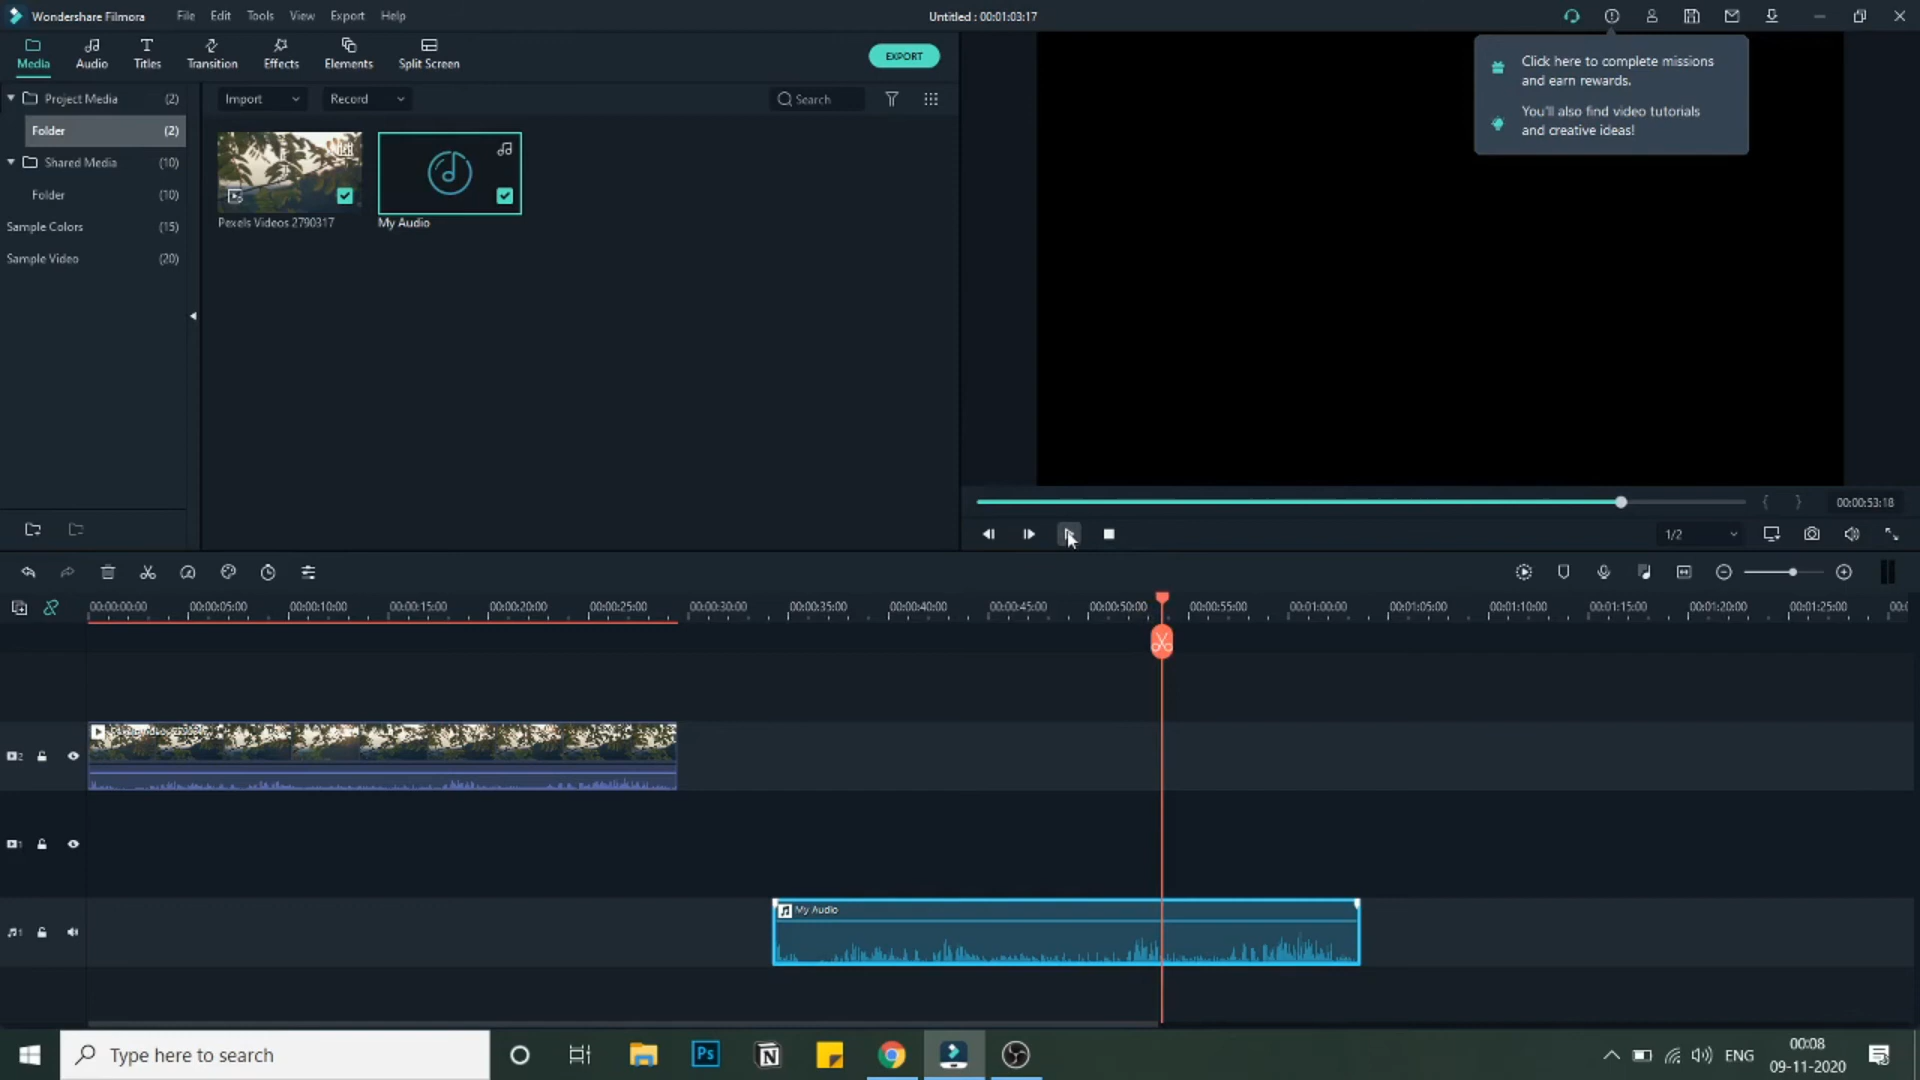 Wondershare Filmora File Edit Tools View Export Help Untitled : 00:01:03:17
Media Audio Titles Transition Effects Elements Split Screen EXPORT
Click here to complete missions
and earn rewards.
You'll also find video tutorials
and creative ideas!
Project Media (2) Import Record Search
Folder (2)
Shared Media (10)
Folder (10)
Sample Colors (15)
Sample Video (20)
Pexels Videos 2790317 My Audio
00:00:53:18
1/2
00:00:00:00 00:00:05:00 00:00:10:00 00:00:15:00 00:00:20:00 00:00:25:00 00:00:30:00 00:00:35:00 00:00:40:00 00:00:45:00 00:00:50:00 00:00:55:00 00:01:00:00 00:01:05:00 00:01:10:00 00:01:15:00 00:01:20:00 00:01:25:00
2
1
My Audio
1
Type here to search Ps N ENG 00:08
09-11-2020